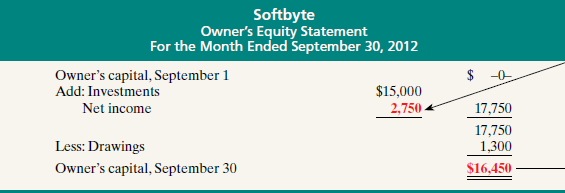 Softbyte
Owner's Equity Statement
For the Month Ended September 30, 2012
Owner's capital, September 1 $ –0–
Add: Investments $15,000
Net income 2,750 17,750
17,750
Less: Drawings 1,300
Owner's capital, September 30 $16,450